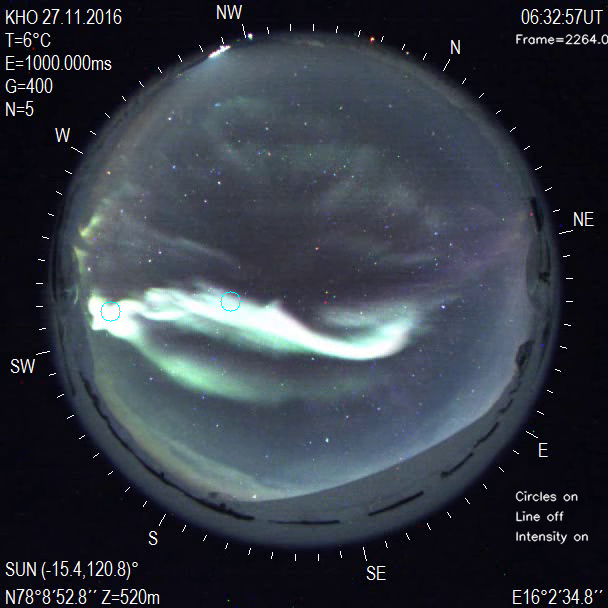 KHO 27.11.2016
T=6°C
E=1000.000ms
G=400
N=5
06:32:57UT
Frame=2264.0
NW
N
W
NE
SW
E
S
SE
Circles on
Line off
Intensity on
SUN (-15.4,120.8)°
N78°8´52.8´´ Z=520m
E16°2´34.8´´